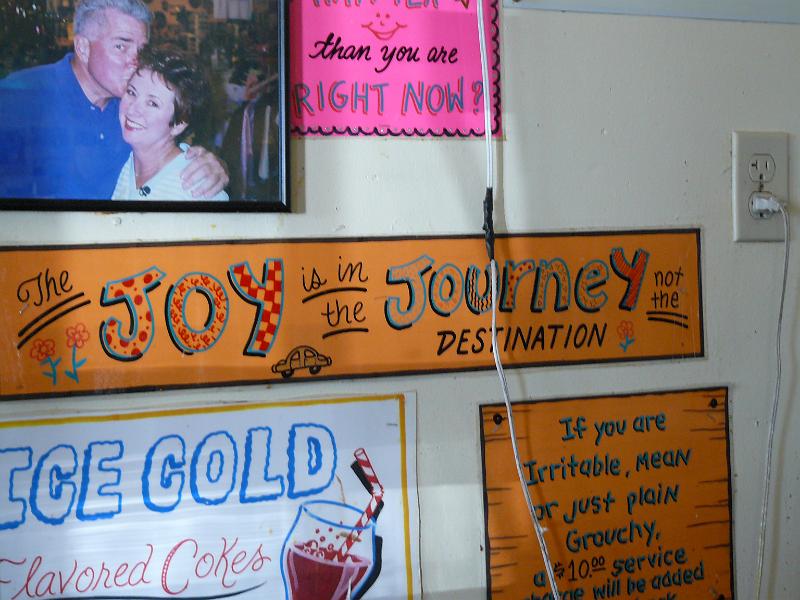 than you are
RIGHT NOW?
The JOY is in the JOURNEY not the
DESTINATION
ICE COLD
Flavored Cokes
If you are
Irritable, MEAN
or just plain
Grouchy,
a $10.00 service
charge will be added